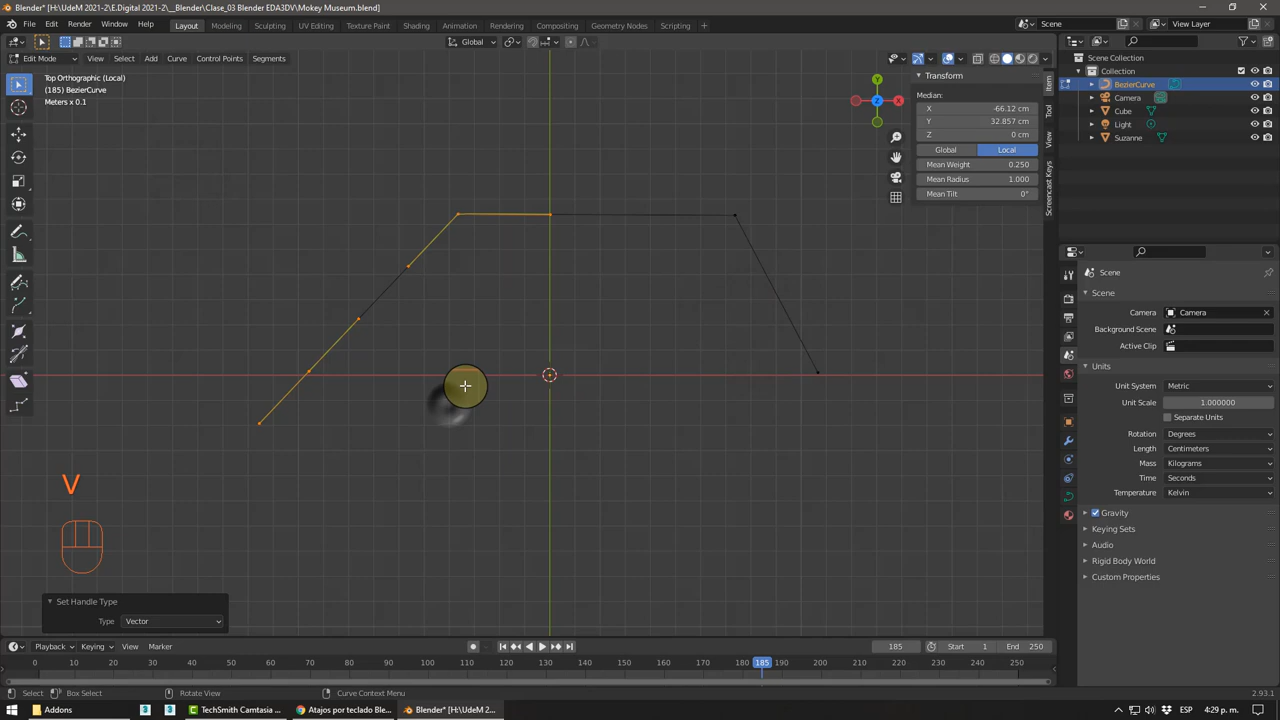 Blender* [H:\UdeM 2021-2\E.Digital 2021-2\__Blender\Clase_03 Blender EDA3DV\Mokey Museum.blend]
File Edit Render Window Help Layout Modeling Sculpting UV Editing Texture Paint Shading Animation Rendering Compositing Geometry Nodes Scripting + Scene View Layer
Global
Edit Mode View Select Add Curve Control Points Segments
Top Orthographic (Local)
(185) BezierCurve
Meters x 0.1
Y
X
Z
Transform
Median:
X -66.12 cm
Y 32.857 cm
Z 0 cm
Global Local
Mean Weight 0.250
Mean Radius 1.000
Mean Tilt 0°
Item
Tool
View
Screencast Keys
Scene Collection
Collection
BezierCurve
Camera
Cube
Light
Suzanne
Scene
Scene
Camera Camera
Background Scene
Active Clip
Units
Unit System Metric
Unit Scale 1.000000
Separate Units
Rotation Degrees
Length Centimeters
Mass Kilograms
Time Seconds
Temperature Kelvin
Gravity
Keying Sets
Audio
Rigid Body World
Custom Properties
V
Set Handle Type
Type Vector
Playback Keying View Marker 185 Start 1 End 250
0 10 20 30 40 50 60 70 80 90 100 110 120 130 140 150 160 170 180 185 190 200 210 220 230 240 250
Select Box Select Rotate View Curve Context Menu 2.93.1
Addons 3 3 TechSmith Camtasia ... Atajos por teclado Ble... Blender* [H:\UdeM 2... ESP 4:29 p. m.